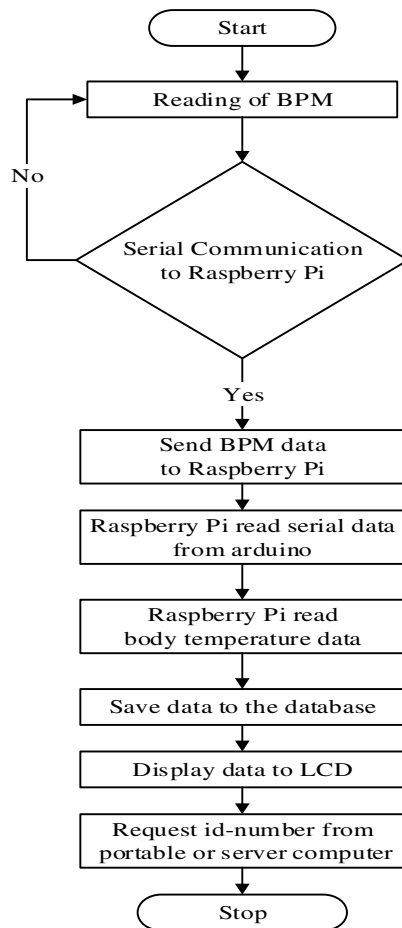 Start
Reading of BPM
No
Serial Communication
to Raspberry Pi
Yes
Send BPM data
to Raspberry Pi
Raspberry Pi read serial data
from arduino
Raspberry Pi read
body temperature data
Save data to the database
Display data to LCD
Request id-number from
portable or server computer
Stop